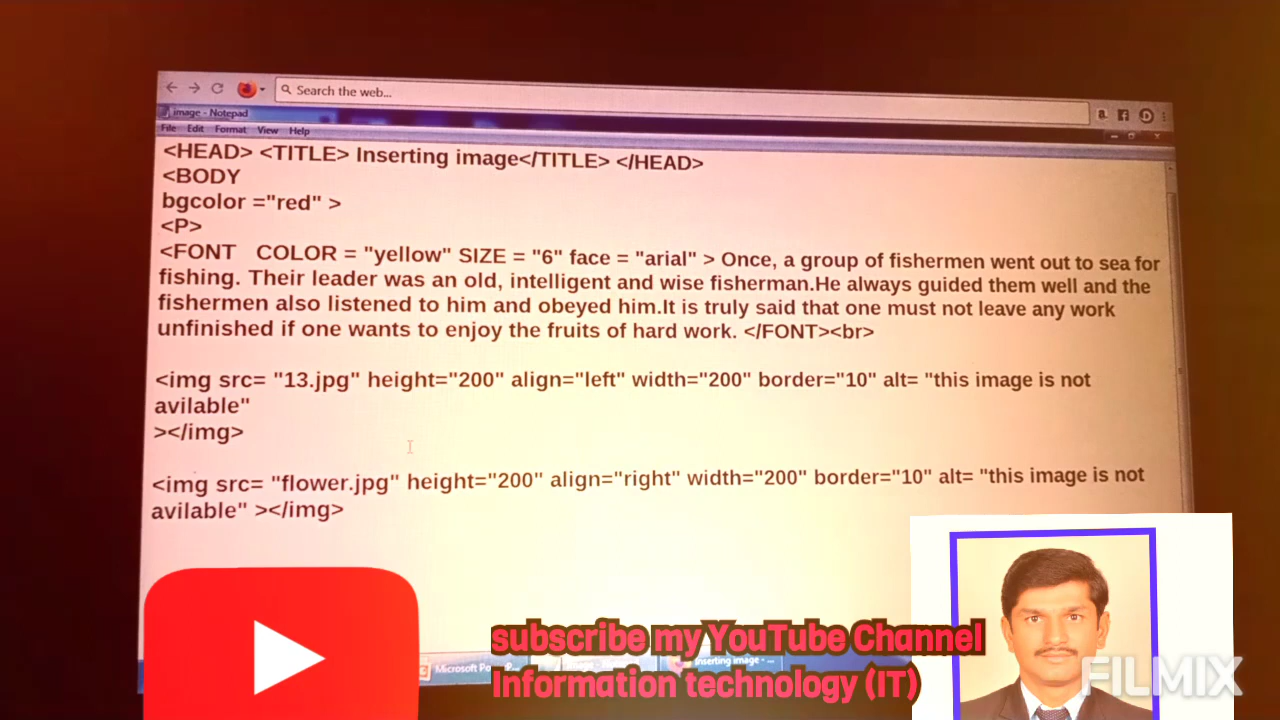 Search the web...
image - Notepad
File Edit Format View Help
<HEAD> <TITLE> Inserting image</TITLE> </HEAD>
<BODY
bgcolor ="red" >
<P>
<FONT COLOR = "yellow" SIZE = "6" face = "arial" > Once, a group of fishermen went out to sea for
fishing. Their leader was an old, intelligent and wise fisherman.He always guided them well and the
fishermen also listened to him and obeyed him.It is truly said that one must not leave any work
unfinished if one wants to enjoy the fruits of hard work. </FONT><br>
<img src= "13.jpg" height="200" align="left" width="200" border="10" alt= "this image is not
avilable"
></img>
<img src= "flower.jpg" height="200" align="right" width="200" border="10" alt= "this image is not
avilable" ></img>
subscribe my YouTube Channel
Microsoft Inserting image - ...
Information technology (IT)
FILMIX